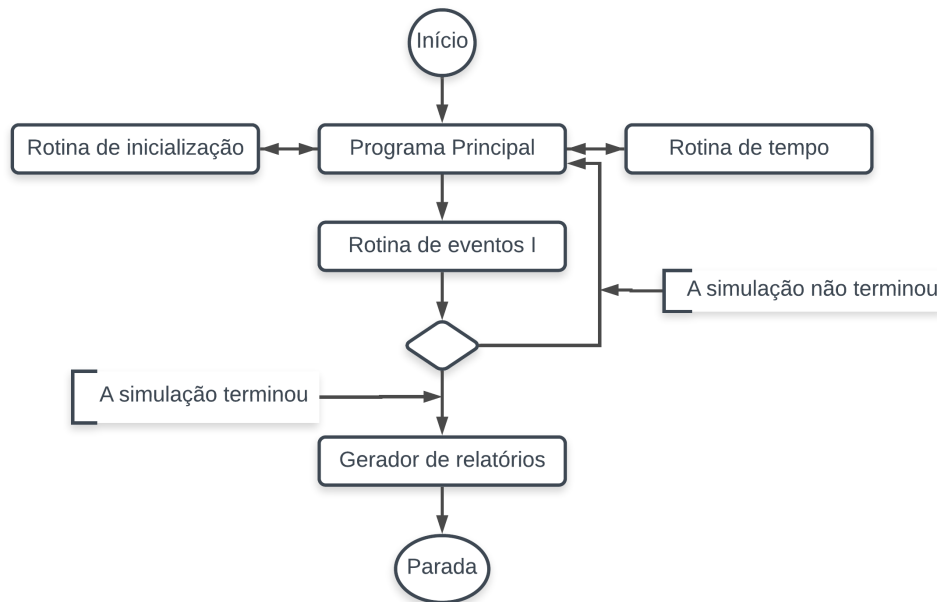 Início
Rotina de inicialização
Programa Principal
Rotina de tempo
Rotina de eventos I
A simulação não terminou
A simulação terminou
Gerador de relatórios
Parada